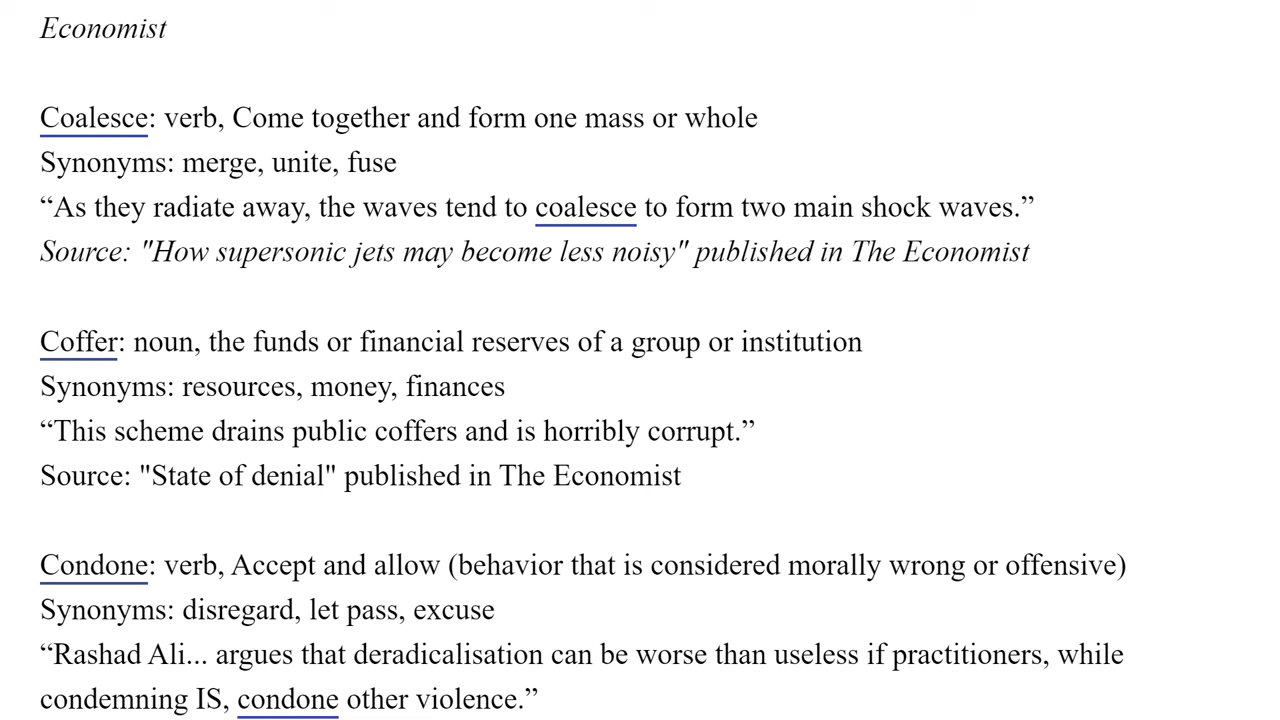 Economist
Coalesce: verb, Come together and form one mass or whole
Synonyms: merge, unite, fuse
“As they radiate away, the waves tend to coalesce to form two main shock waves.”
Source: "How supersonic jets may become less noisy" published in The Economist
Coffer: noun, the funds or financial reserves of a group or institution
Synonyms: resources, money, finances
“This scheme drains public coffers and is horribly corrupt.”
Source: "State of denial" published in The Economist
Condone: verb, Accept and allow (behavior that is considered morally wrong or offensive)
Synonyms: disregard, let pass, excuse
“Rashad Ali... argues that deradicalisation can be worse than useless if practitioners, while
condemning IS, condone other violence.”